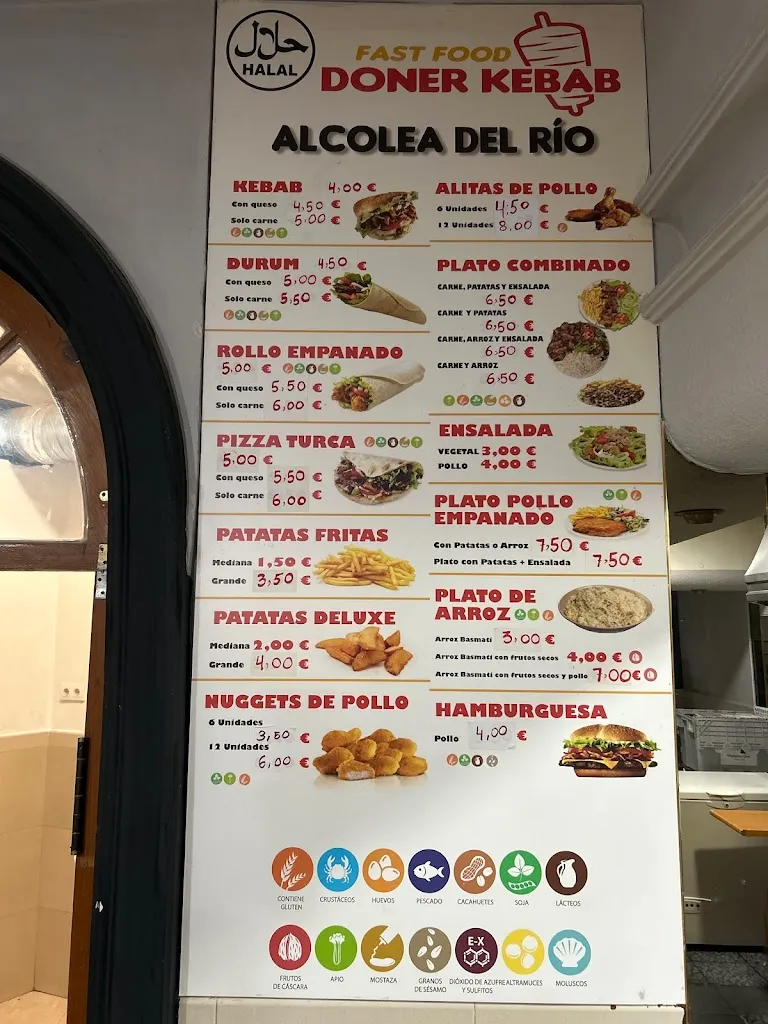 حلال
HALAL
FAST FOOD
DONER KEBAB
ALCOLEA DEL RÍO
KEBAB 4,00 €
Con queso 4,50 €
Solo carne 5,00 €
DURUM 4,50 €
Con queso 5,00 €
Solo carne 5,50 €
ROLLO EMPANADO
5,00 €
Con queso 5,50 €
Solo carne 6,00 €
PIZZA TURCA
5,00 €
Con queso 5,50 €
Solo carne 6,00 €
PATATAS FRITAS
Mediana 1,50 €
Grande 3,50 €
PATATAS DELUXE
Mediana 2,00 €
Grande 4,00 €
NUGGETS DE POLLO
6 Unidades
3,50 €
12 Unidades
6,00 €
ALITAS DE POLLO
6 Unidades 4,50 €
12 Unidades 8,00 €
PLATO COMBINADO
CARNE, PATATAS Y ENSALADA
6,50 €
CARNE Y PATATAS
6,50 €
CARNE, ARROZ Y ENSALADA
6,50 €
CARNE Y ARROZ
6,50 €
ENSALADA
VEGETAL 3,00 €
POLLO 4,00 €
PLATO POLLO
EMPANADO
Con Patatas o Arroz 7,50 €
Plato con Patatas + Ensalada 7,50 €
PLATO DE
ARROZ
Arroz Basmati 3,00 €
Arroz Basmati con frutos secos 4,00 €
Arroz Basmati con frutos secos y pollo 7,00 €
HAMBURGUESA
Pollo 4,00 €
CONTIENE
GLUTEN
CRUSTÁCEOS
HUEVOS
PESCADO
CACAHUETES
SOJA
LÁCTEOS
E-X
FRUTOS
DE CÁSCARA
APIO
MOSTAZA
GRANOS
DE SÉSAMO
DIÓXIDO DE AZUFRE
Y SULFITOS
ALTRAMUCES
MOLUSCOS